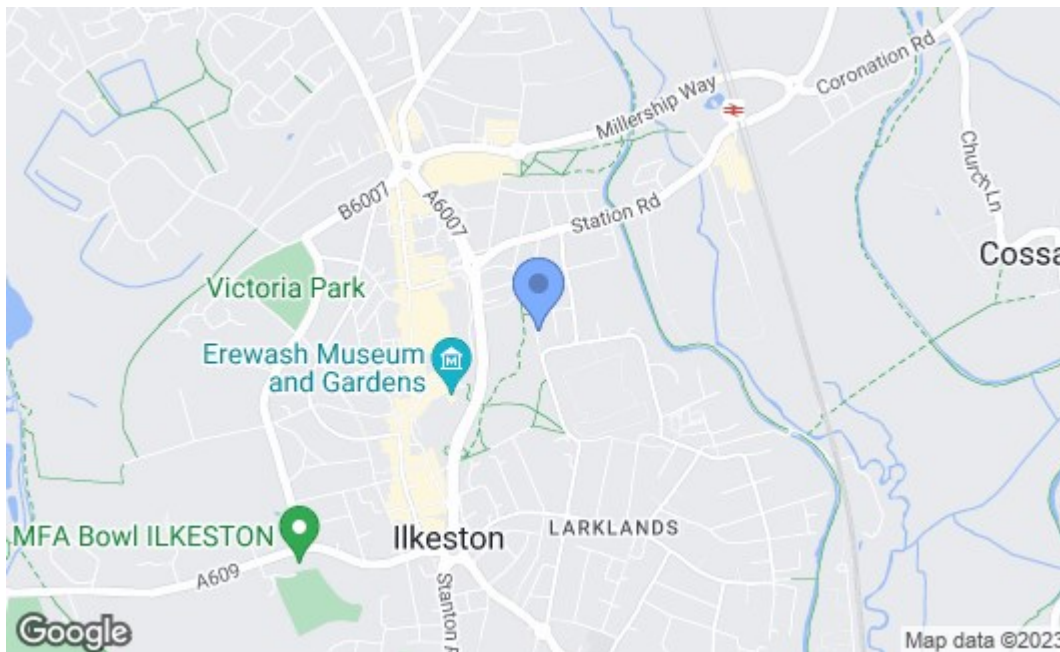 Coronation Rd
Millership Way
Church Ln
B6007
A6007
Station Rd
Cossa
Victoria Park
Erewash Museum
and Gardens
M
MFA Bowl ILKESTON
Ilkeston
LARKLANDS
A609
Stanton R
Google
Map data ©2023